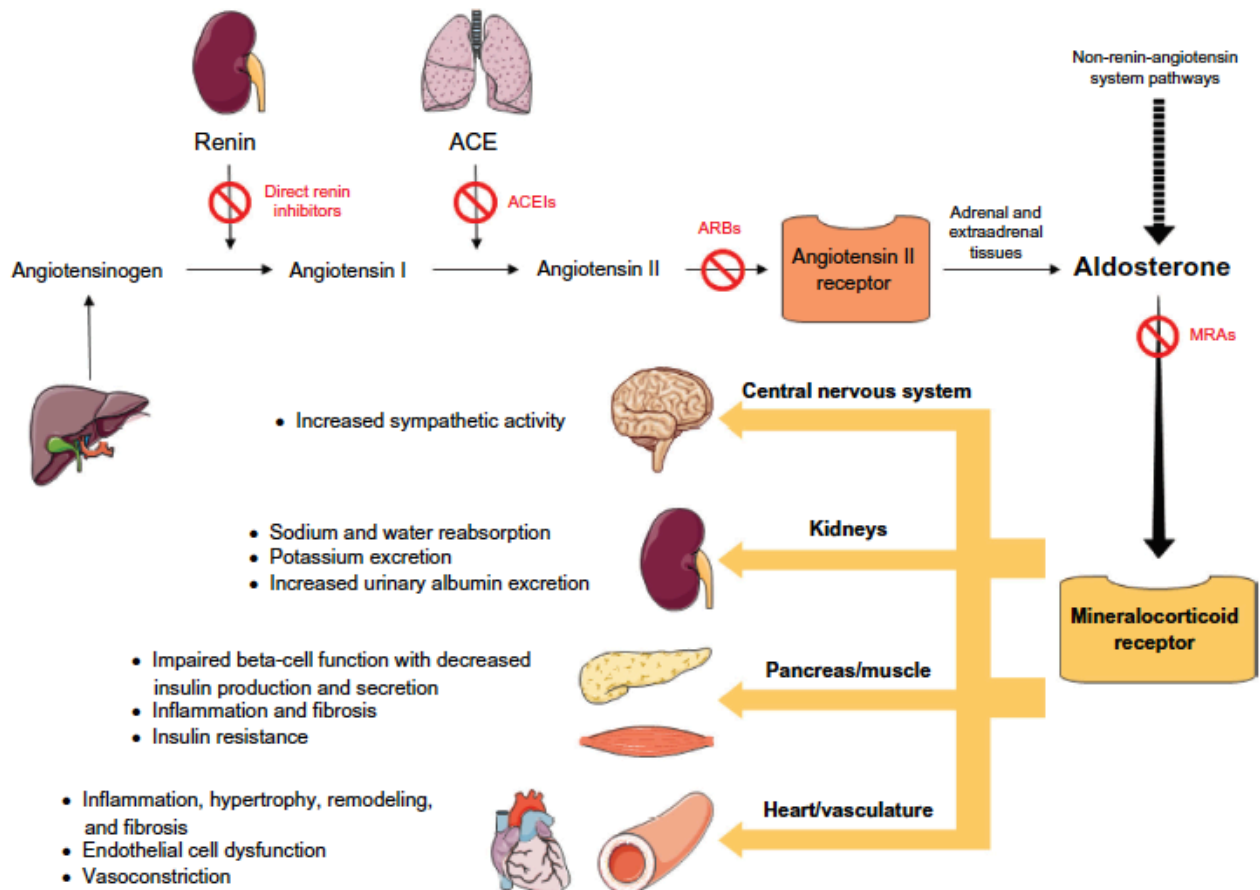 Non-renin-angiotensin
system pathways
Renin
ACE
Direct renin
inhibitors
ACEIs
ARBs
Adrenal and
extraadrenal
tissues
Angiotensinogen
Angiotensin I
Angiotensin II
Angiotensin II
receptor
Aldosterone
MRAs
Central nervous system
• Increased sympathetic activity
Kidneys
• Sodium and water reabsorption
• Potassium excretion
• Increased urinary albumin excretion
Mineralocorticoid
receptor
Pancreas/muscle
• Impaired beta-cell function with decreased
insulin production and secretion
• Inflammation and fibrosis
• Insulin resistance
Heart/vasculature
• Inflammation, hypertrophy, remodeling,
and fibrosis
• Endothelial cell dysfunction
• Vasoconstriction